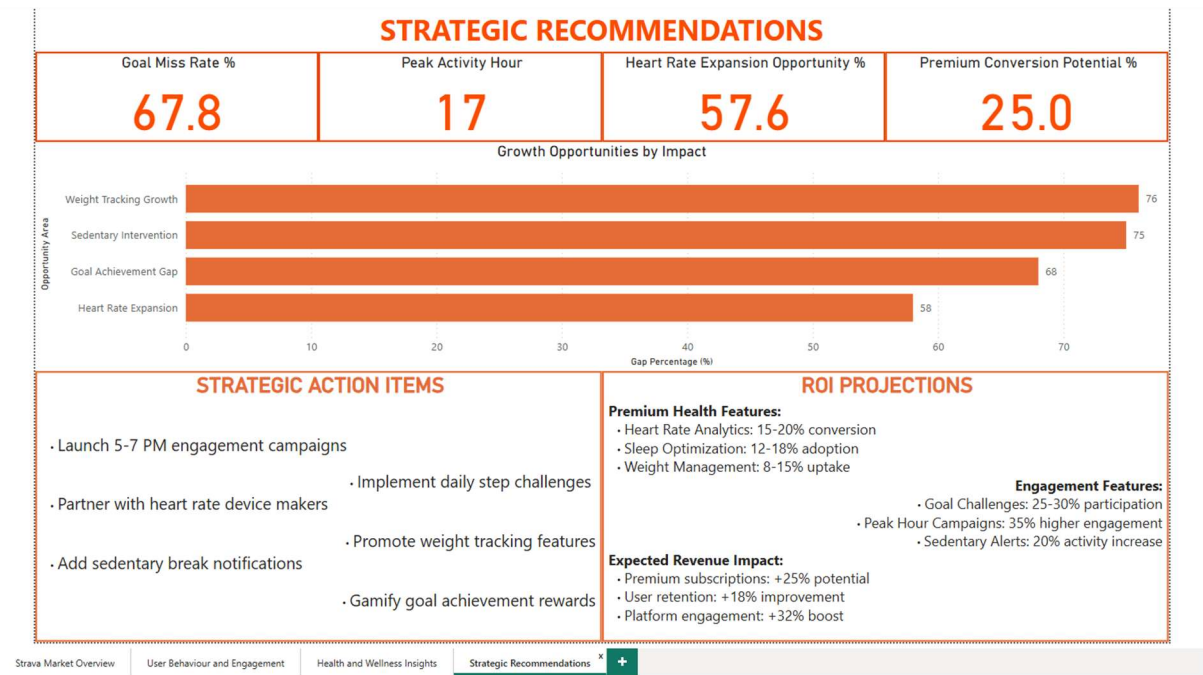 STRATEGIC RECOMMENDATIONS
Goal Miss Rate %
67.8
Peak Activity Hour
17
Heart Rate Expansion Opportunity %
57.6
Premium Conversion Potential %
25.0
Growth Opportunities by Impact
Opportunity Area
Weight Tracking Growth
76
Sedentary Intervention
75
Goal Achievement Gap
68
Heart Rate Expansion
58
0 10 20 30 40 50 60 70
Gap Percentage (%)
STRATEGIC ACTION ITEMS
• Launch 5-7 PM engagement campaigns
• Implement daily step challenges
• Partner with heart rate device makers
• Promote weight tracking features
• Add sedentary break notifications
• Gamify goal achievement rewards
ROI PROJECTIONS
Premium Health Features:
• Heart Rate Analytics: 15-20% conversion
• Sleep Optimization: 12-18% adoption
• Weight Management: 8-15% uptake
Engagement Features:
• Goal Challenges: 25-30% participation
• Peak Hour Campaigns: 35% higher engagement
• Sedentary Alerts: 20% activity increase
Expected Revenue Impact:
• Premium subscriptions: +25% potential
• User retention: +18% improvement
• Platform engagement: +32% boost
Strava Market Overview
User Behaviour and Engagement
Health and Wellness Insights
Strategic Recommendations x
+